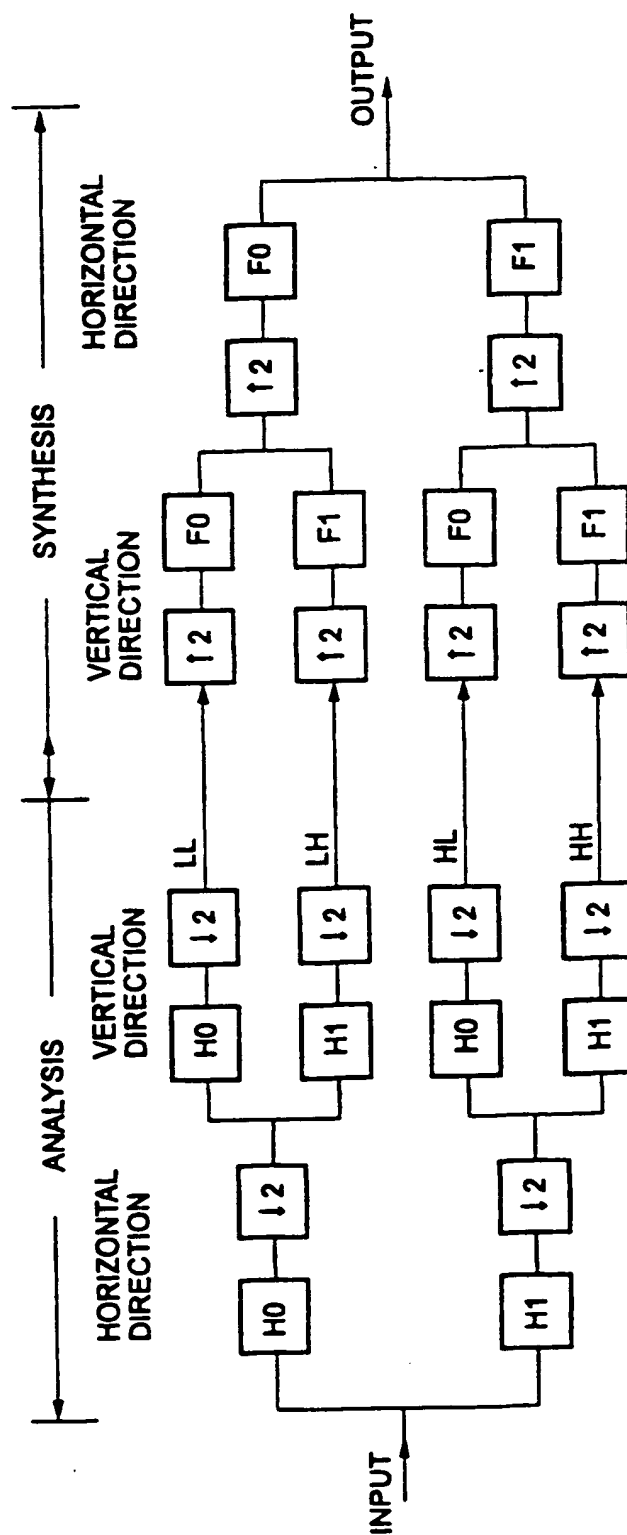 ANALYSIS SYNTHESIS
HORIZONTAL DIRECTION VERTICAL DIRECTION VERTICAL DIRECTION HORIZONTAL DIRECTION
H0 ↓2 LL ↑2 F0
H0 ↓2 ↑2 F0
H1 ↓2 LH ↑2 F1
INPUT OUTPUT
H0 ↓2 HL ↑2 F0
H1 ↓2 ↑2 F1
H1 ↓2 HH ↑2 F1